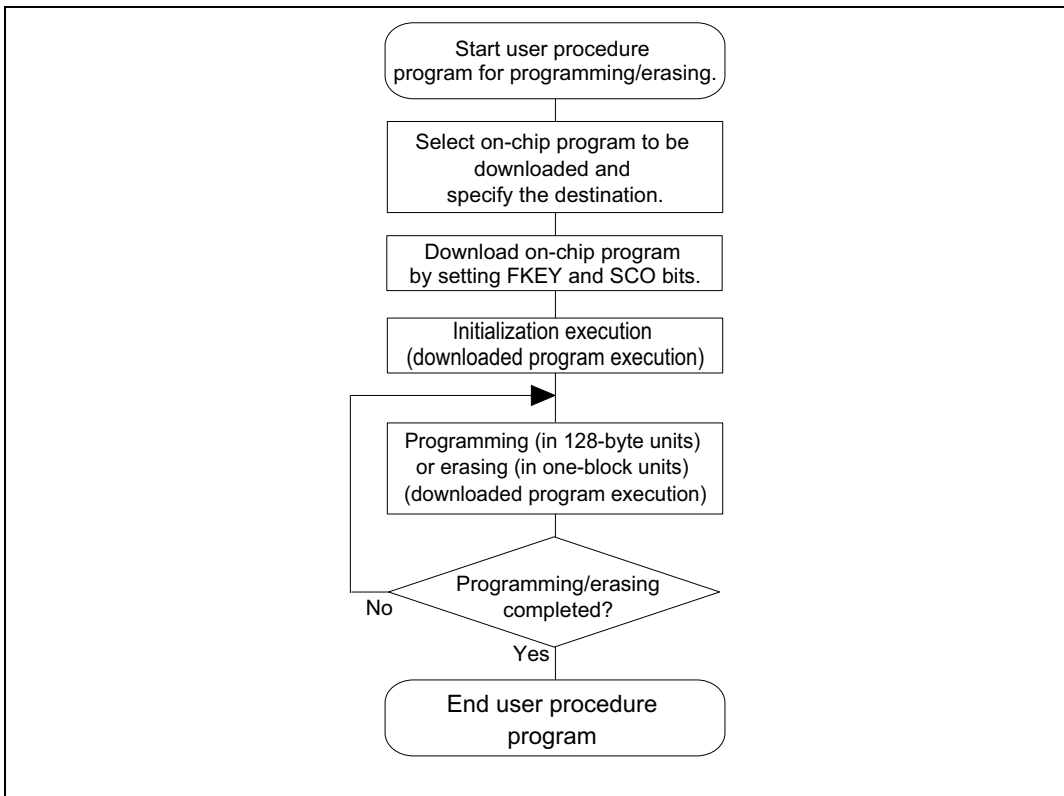 Start user procedure
program for programming/erasing.
Select on-chip program to be
downloaded and
specify the destination.
Download on-chip program
by setting FKEY and SCO bits.
Initialization execution
(downloaded program execution)
Programming (in 128-byte units)
or erasing (in one-block units)
(downloaded program execution)
Programming/erasing
completed?
No
Yes
End user procedure
program